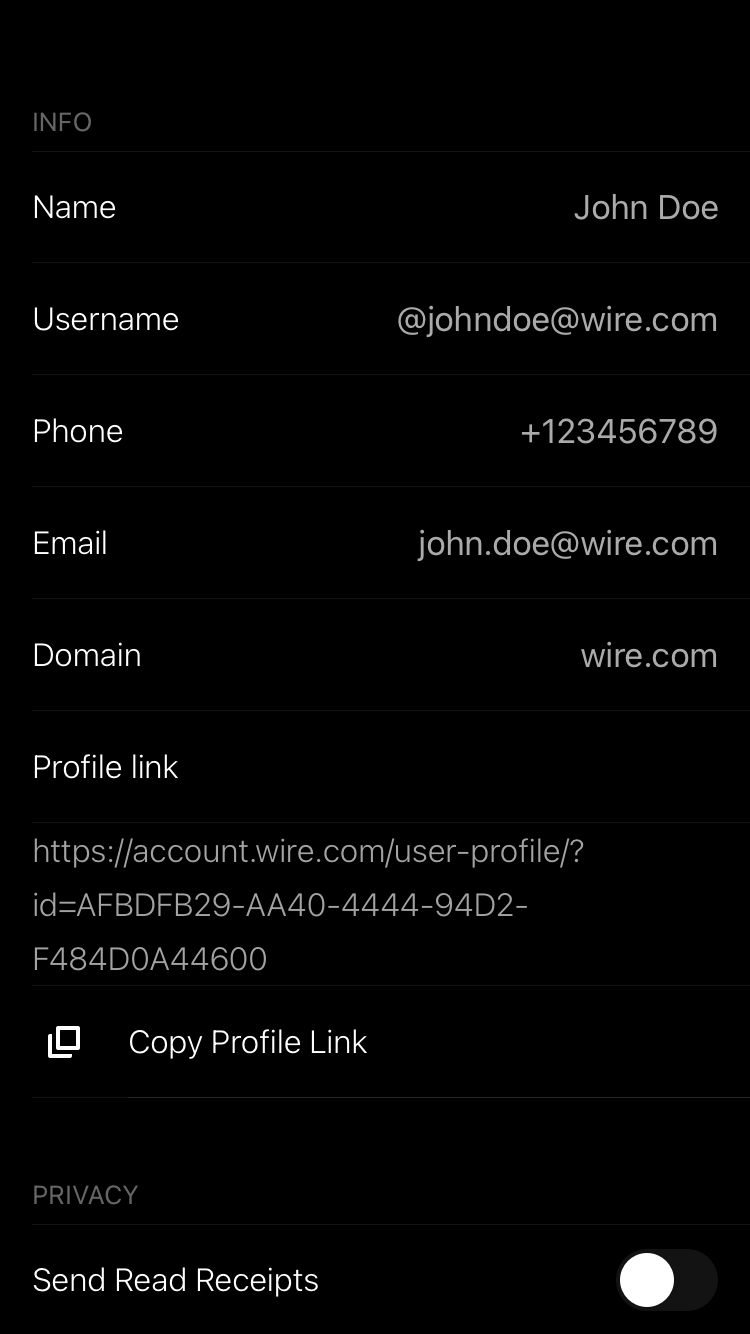 INFO
Name John Doe
Username @johndoe@wire.com
Phone +123456789
Email john.doe@wire.com
Domain wire.com
Profile link
https://account.wire.com/user-profile/?
id=AFBDFB29-AA40-4444-94D2-
F484D0A44600
Copy Profile Link
PRIVACY
Send Read Receipts